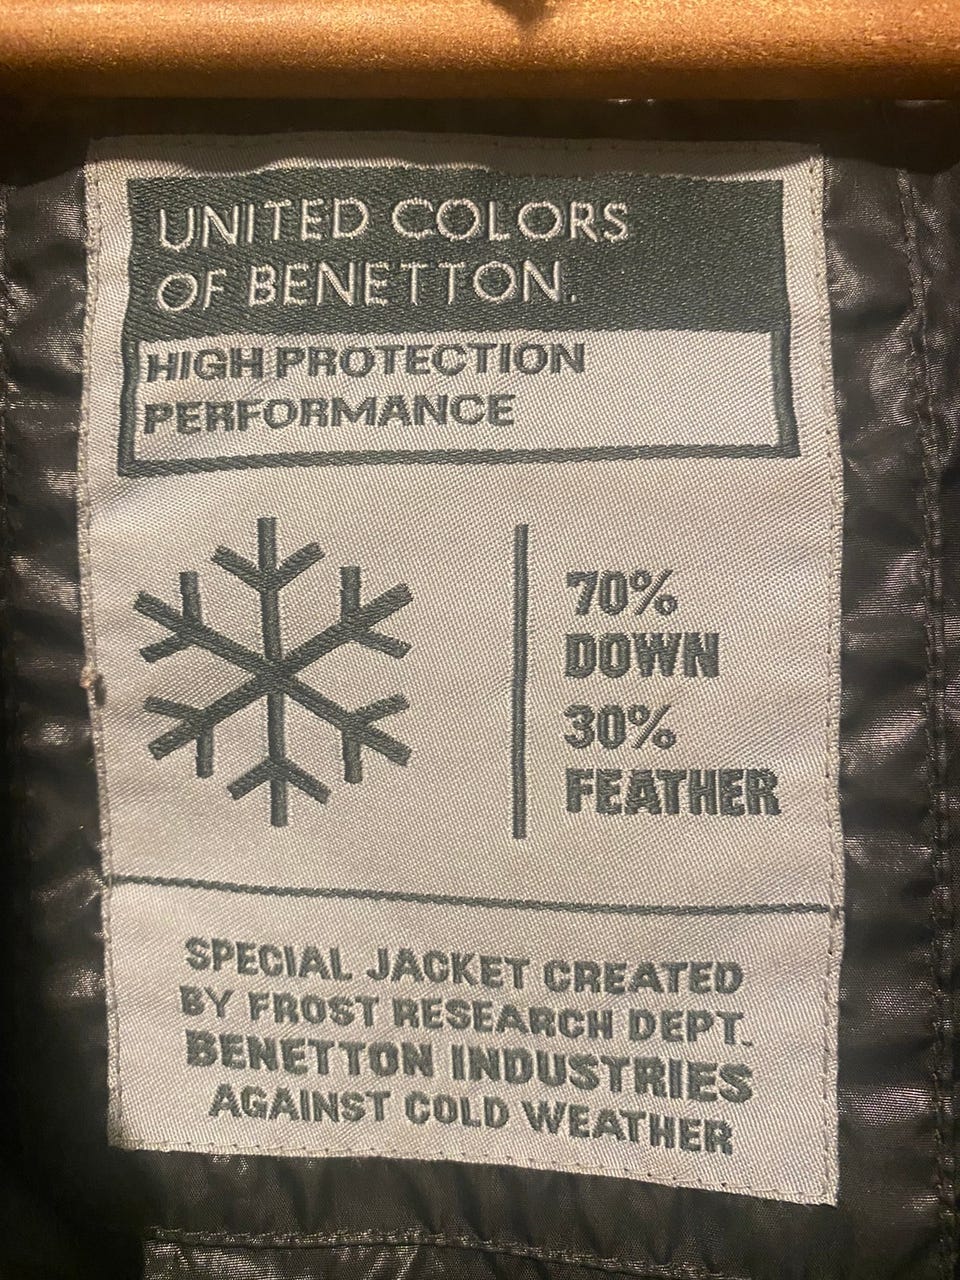 UNITED COLORS
OF BENETTON.
HIGH PROTECTION
PERFORMANCE
70%
DOWN
30%
FEATHER
SPECIAL JACKET CREATED
BY FROST RESEARCH DEPT.
BENETTON INDUSTRIES
AGAINST COLD WEATHER